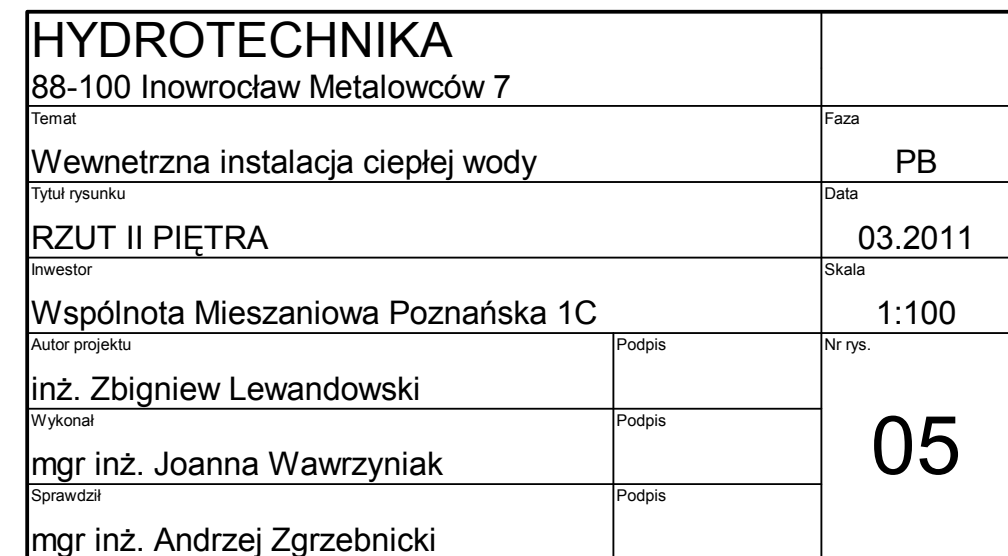 HYDROTECHNIKA
88-100 Inowrocław Metalowców 7
Temat
Wewnetrzna instalacja ciepłej wody
Faza
PB
Tytuł rysunku
RZUT II PIĘTRA
Data
03.2011
Inwestor
Wspólnota Mieszaniowa Poznańska 1C
Skala
1:100
Autor projektu
inż. Zbigniew Lewandowski
Podpis
Nr rys.
05
Wykonał
mgr inż. Joanna Wawrzyniak
Podpis
Sprawdził
mgr inż. Andrzej Zgrzebnicki
Podpis